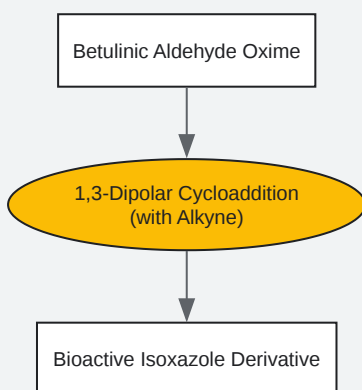 Betulinic Aldehyde Oxime
1,3-Dipolar Cycloaddition
(with Alkyne)
Bioactive Isoxazole Derivative